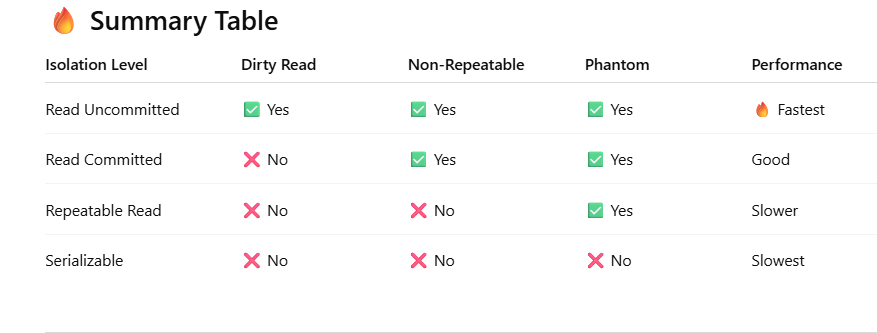 🔥 Summary Table
Isolation Level Dirty Read Non-Repeatable Phantom Performance
Read Uncommitted ✅ Yes ✅ Yes ✅ Yes 🔥 Fastest
Read Committed ❌ No ✅ Yes ✅ Yes Good
Repeatable Read ❌ No ❌ No ✅ Yes Slower
Serializable ❌ No ❌ No ❌ No Slowest